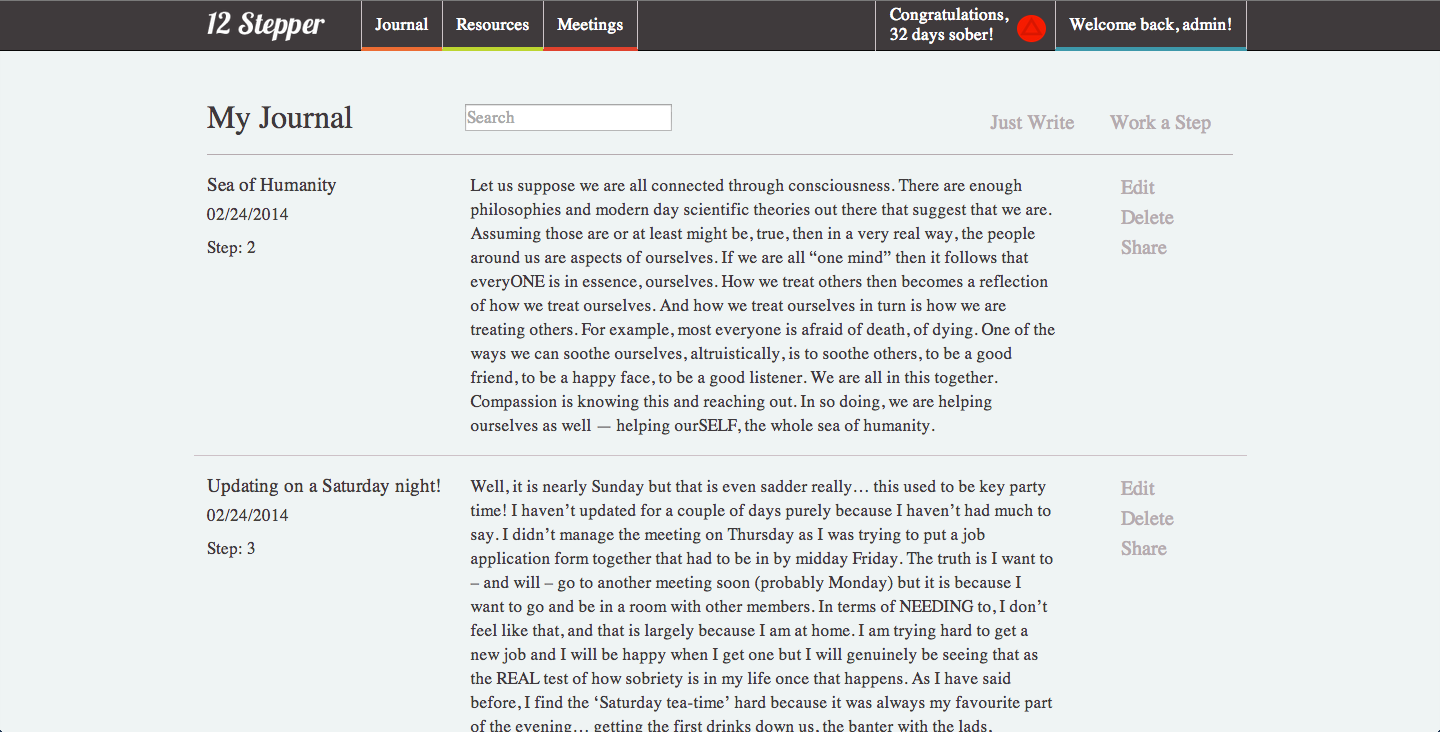 12 Stepper
Journal
Resources
Meetings
Congratulations,
32 days sober!
Welcome back, admin!
My Journal
Search
Just Write
Work a Step
Sea of Humanity
02/24/2014
Step: 2
Let us suppose we are all connected through consciousness. There are enough
philosophies and modern day scientific theories out there that suggest that we are.
Assuming those are or at least might be, true, then in a very real way, the people
around us are aspects of ourselves. If we are all “one mind” then it follows that
everyONE is in essence, ourselves. How we treat others then becomes a reflection
of how we treat ourselves. And how we treat ourselves in turn is how we are
treating others. For example, most everyone is afraid of death, of dying. One of the
ways we can soothe ourselves, altruistically, is to soothe others, to be a good
friend, to be a happy face, to be a good listener. We are all in this together.
Compassion is knowing this and reaching out. In so doing, we are helping
ourselves as well — helping ourSELF, the whole sea of humanity.
Edit
Delete
Share
Updating on a Saturday night!
02/24/2014
Step: 3
Well, it is nearly Sunday but that is even sadder really… this used to be key party
time! I haven’t updated for a couple of days purely because I haven’t had much to
say. I didn’t manage the meeting on Thursday as I was trying to put a job
application form together that had to be in by midday Friday. The truth is I want to
– and will – go to another meeting soon (probably Monday) but it is because I
want to go and be in a room with other members. In terms of NEEDING to, I don’t
feel like that, and that is largely because I am at home. I am trying hard to get a
new job and I will be happy when I get one but I will genuinely be seeing that as
the REAL test of how sobriety is in my life once that happens. As I have said
before, I find the ‘Saturday tea-time’ hard because it was always my favourite part
of the evening… getting the first drinks down us, the banter with the lads,
Edit
Delete
Share